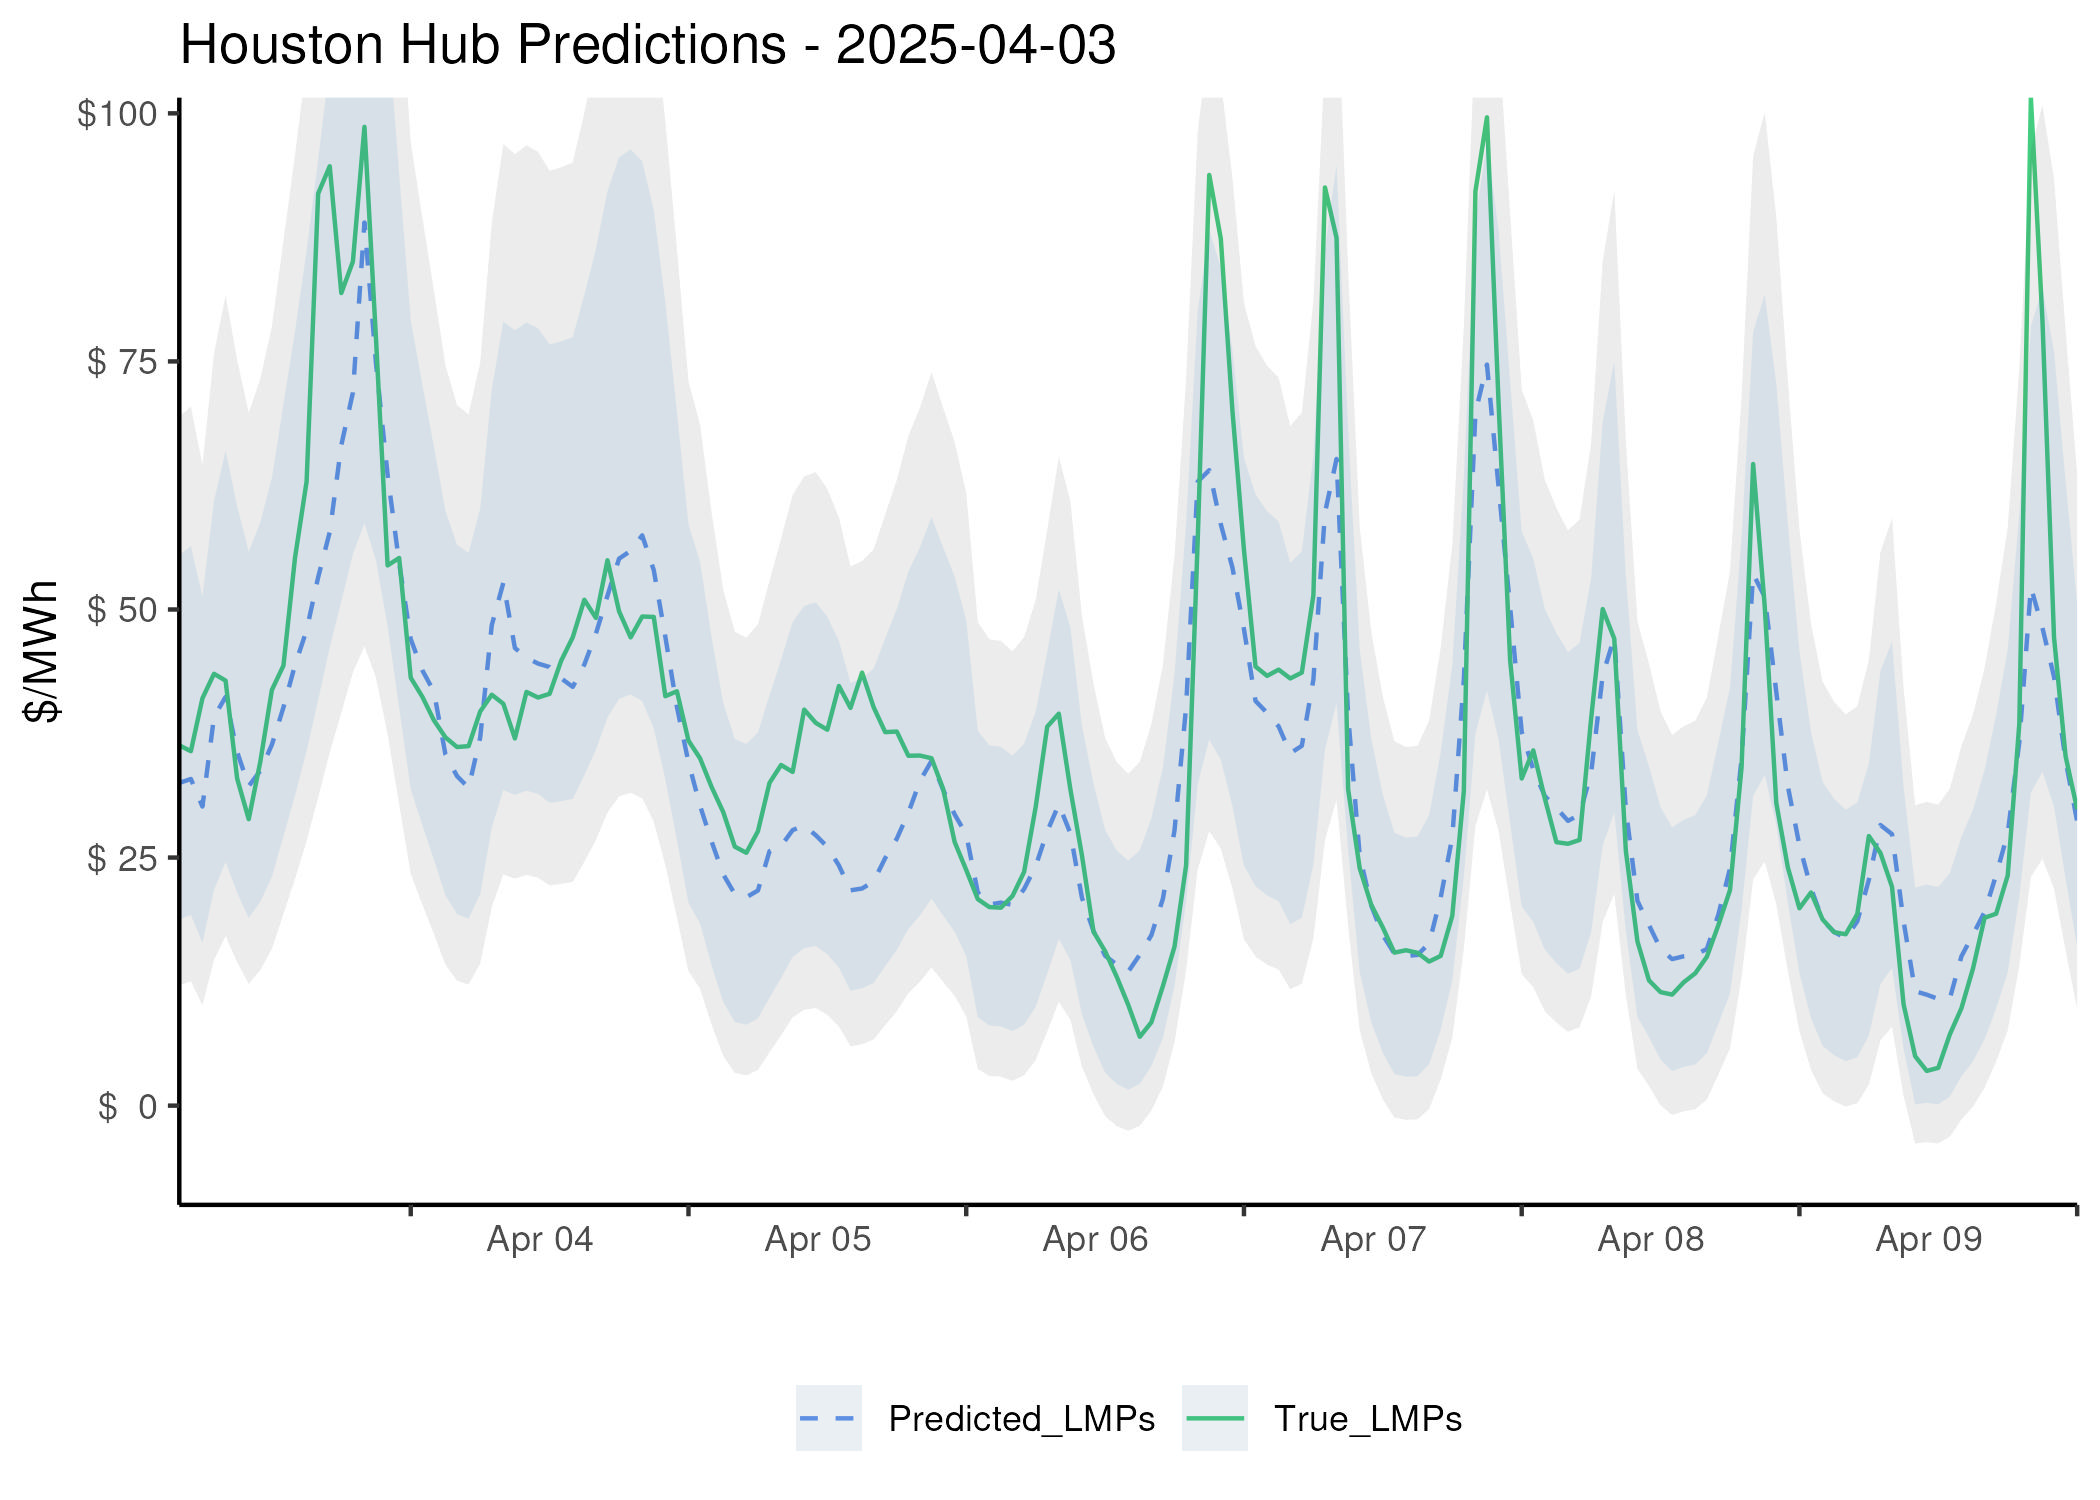 Houston Hub Predictions - 2025-04-03
$/MWh
$100
$ 75
$ 50
$ 25
$ 0
Apr 04 Apr 05 Apr 06 Apr 07 Apr 08 Apr 09
Predicted_LMPs True_LMPs